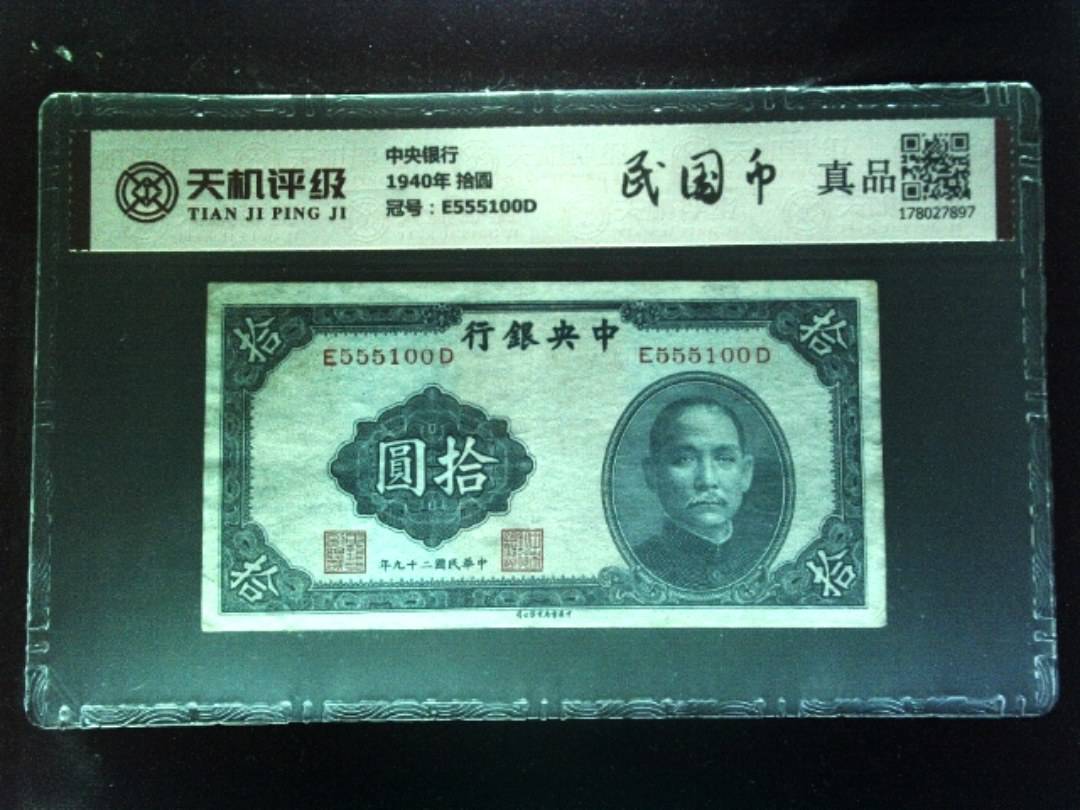 天机评级
TIAN JI PING JI
中央银行
1940年 拾圆
冠号：E555100D
民国币
真品
178027897
拾
拾
行銀央中
E555100D
E555100D
圓拾
年九十二國民華中
拾
拾